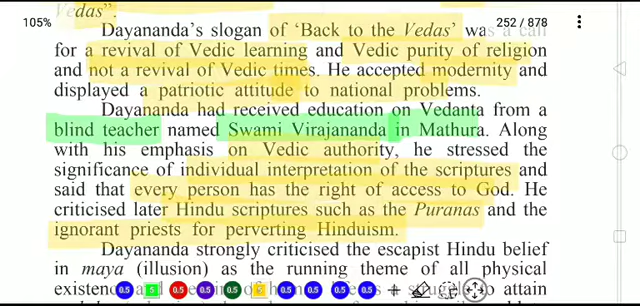 Vedas".
105%
252 / 878
Dayananda's slogan of 'Back to the Vedas' was a call
for a revival of Vedic learning and Vedic purity of religion
and not a revival of Vedic times. He accepted modernity and
displayed a patriotic attitude to national problems.
Dayananda had received education on Vedanta from a
blind teacher named Swami Virajananda in Mathura. Along
with his emphasis on Vedic authority, he stressed the
significance of individual interpretation of the scriptures and
said that every person has the right of access to God. He
criticised later Hindu scriptures such as the Puranas and the
ignorant priests for perverting Hinduism.
Dayananda strongly criticised the escapist Hindu belief
in maya (illusion) as the running theme of all physical
attain
0.5 5 0.5 0.5 0.5 0.5 0.5 0.5 0.5